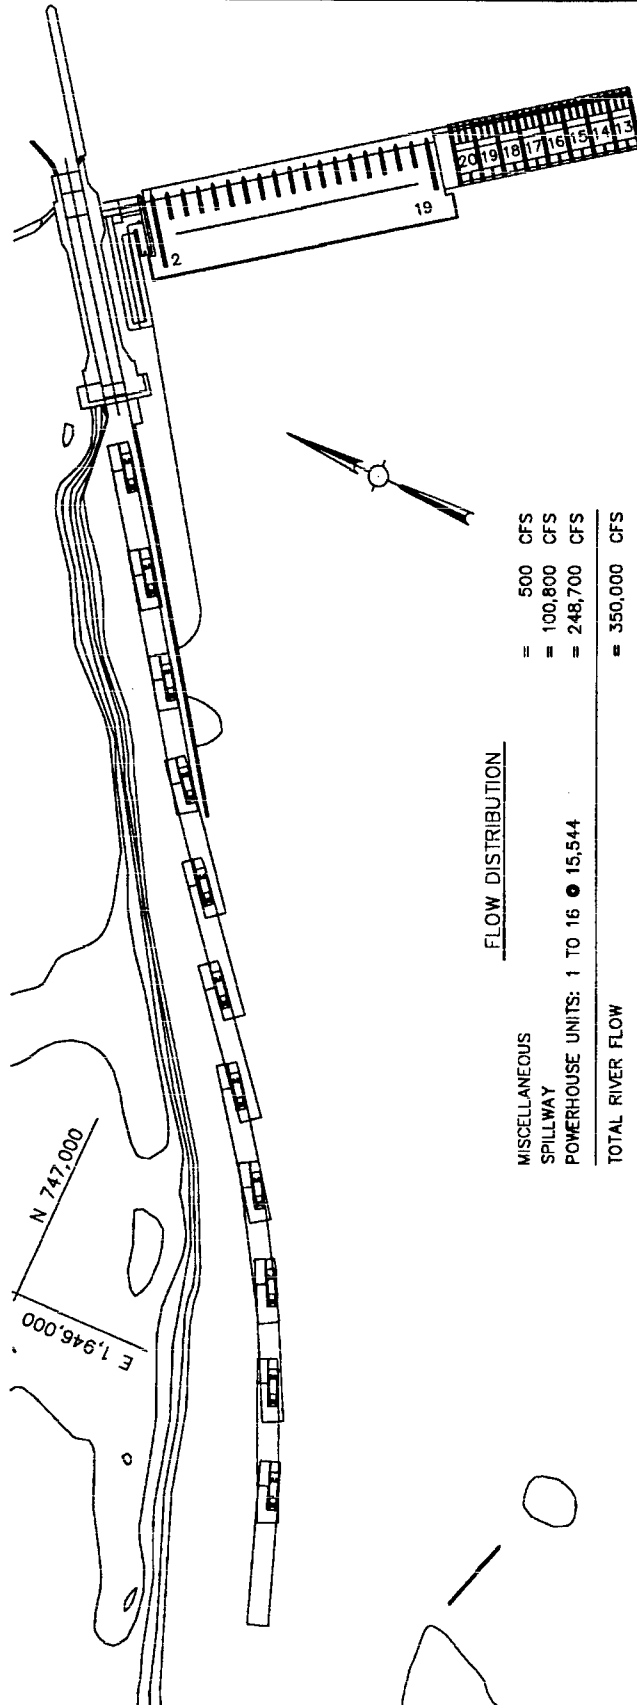 20 19 18 17 16 15 14 13
19
2
N 747,000
E 1,946,000
FLOW DISTRIBUTION
MISCELLANEOUS = 500 CFS
SPILLWAY = 100,800 CFS
POWERHOUSE UNITS: 1 TO 16 @ 15,544 = 248,700 CFS
TOTAL RIVER FLOW = 350,000 CFS